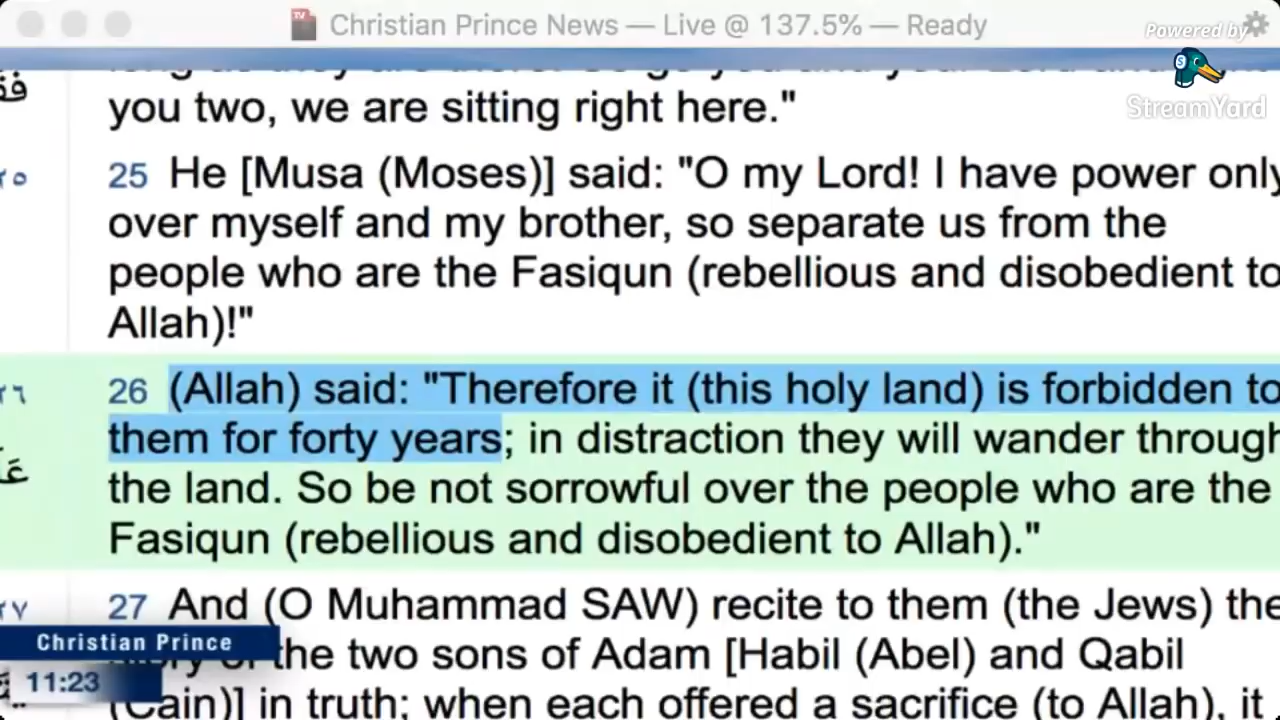 Christian Prince News — Live @ 137.5% — Ready
Powered by
StreamYard
you two, we are sitting right here."
٢٥
25 He [Musa (Moses)] said: "O my Lord! I have power only
over myself and my brother, so separate us from the
people who are the Fasiqun (rebellious and disobedient to
Allah)!"
٢٦
26 (Allah) said: "Therefore it (this holy land) is forbidden to
them for forty years; in distraction they will wander through
the land. So be not sorrowful over the people who are the
Fasiqun (rebellious and disobedient to Allah)."
٢٧
27 And (O Muhammad SAW) recite to them (the Jews) the
of the two sons of Adam [Habil (Abel) and Qabil
(Cain)] in truth; when each offered a sacrifice (to Allah), it
Christian Prince
11:23